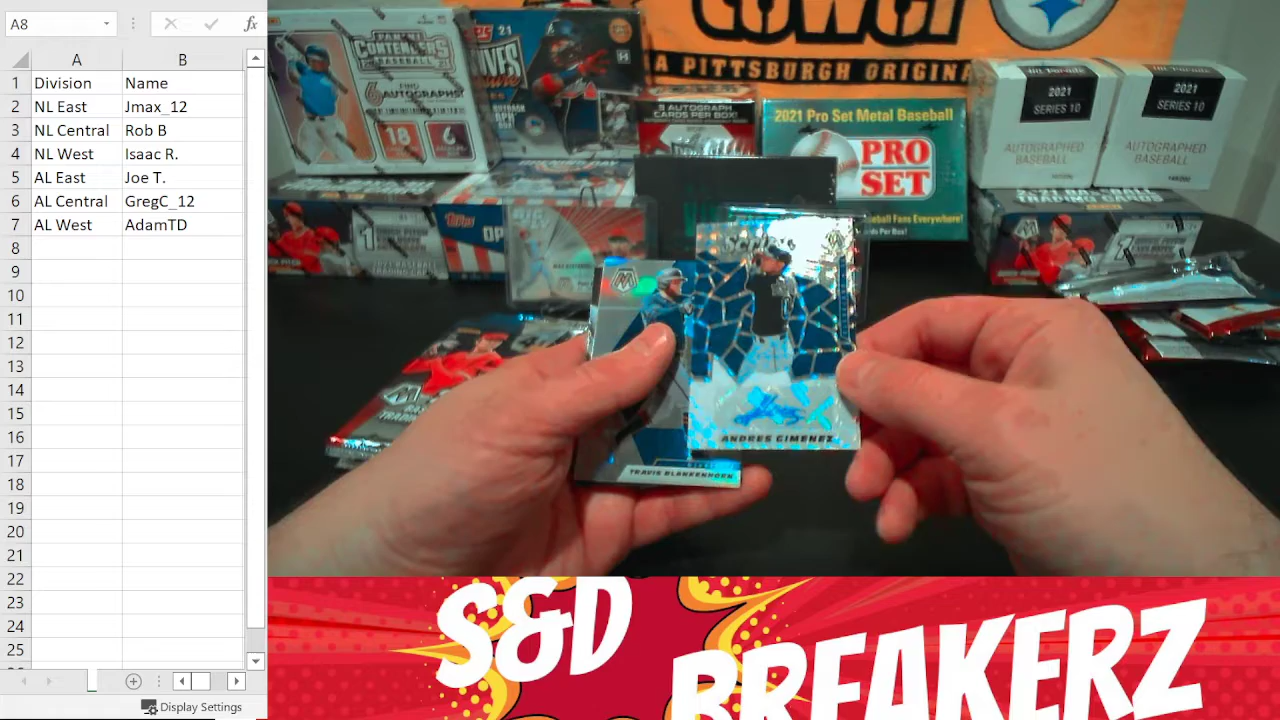 A8
fx
A
B
1 Division Name
2 NL East Jmax_12
3 NL Central Rob B
4 NL West Isaac R.
5 AL East Joe T.
6 AL Central GregC_12
7 AL West AdamTD
8
9
10
11
12
13
14
15
16
17
18
19
20
21
22
23
24
25
Display Settings
PANINI
CONTENDERS
BASEBALL
AUTOGRAPHS
18
6
21
3 AUTOGRAPH
CARDS PER BOX!
A PITTSBURGH ORIGINA
2021 Pro Set Metal Baseball
PRO
SET
2021
SERIES 10
AUTOGRAPHED
BASEBALL
2021
SERIES 10
AUTOGRAPHED
BASEBALL
Topps
TRAVIS BLANKENHORN
ANDRES GIMENEZ
S&D
BREAKERZ